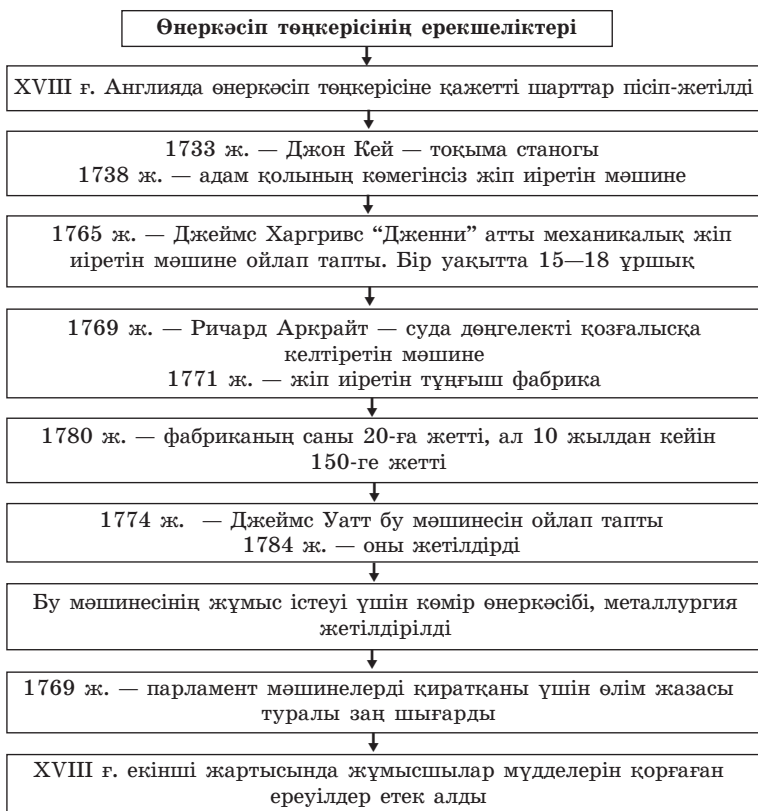 Өнеркәсіп төңкерісінің ерекшеліктері
XVIII ғ. Англияда өнеркәсіп төңкерісіне қажетті шарттар пісіп-жетілді
1733 ж. — Джон Кей — тоқыма станогы
1738 ж. — адам қолының көмегінсіз жіп иіретін мәшине
1765 ж. — Джеймс Харгривс “Дженни” атты механикалық жіп
иіретін мәшине ойлап тапты. Бір уақытта 15—18 ұршық
1769 ж. — Ричард Аркрайт — суда дөңгелекті қозғалысқа
келтіретін мәшине
1771 ж. — жіп иіретін тұңғыш фабрика
1780 ж. — фабриканың саны 20-ға жетті, ал 10 жылдан кейін
150-ге жетті
1774 ж. — Джеймс Уатт бу мәшинесін ойлап тапты
1784 ж. — оны жетілдірді
Бу мәшинесінің жұмыс істеуі үшін көмір өнеркәсібі, металлургия
жетілдірілді
1769 ж. — парламент мәшинелерді қиратқаны үшін өлім жазасы
туралы заң шығарды
XVIII ғ. екінші жартысында жұмысшылар мүдделерін қорғаған
ереуілдер етек алды